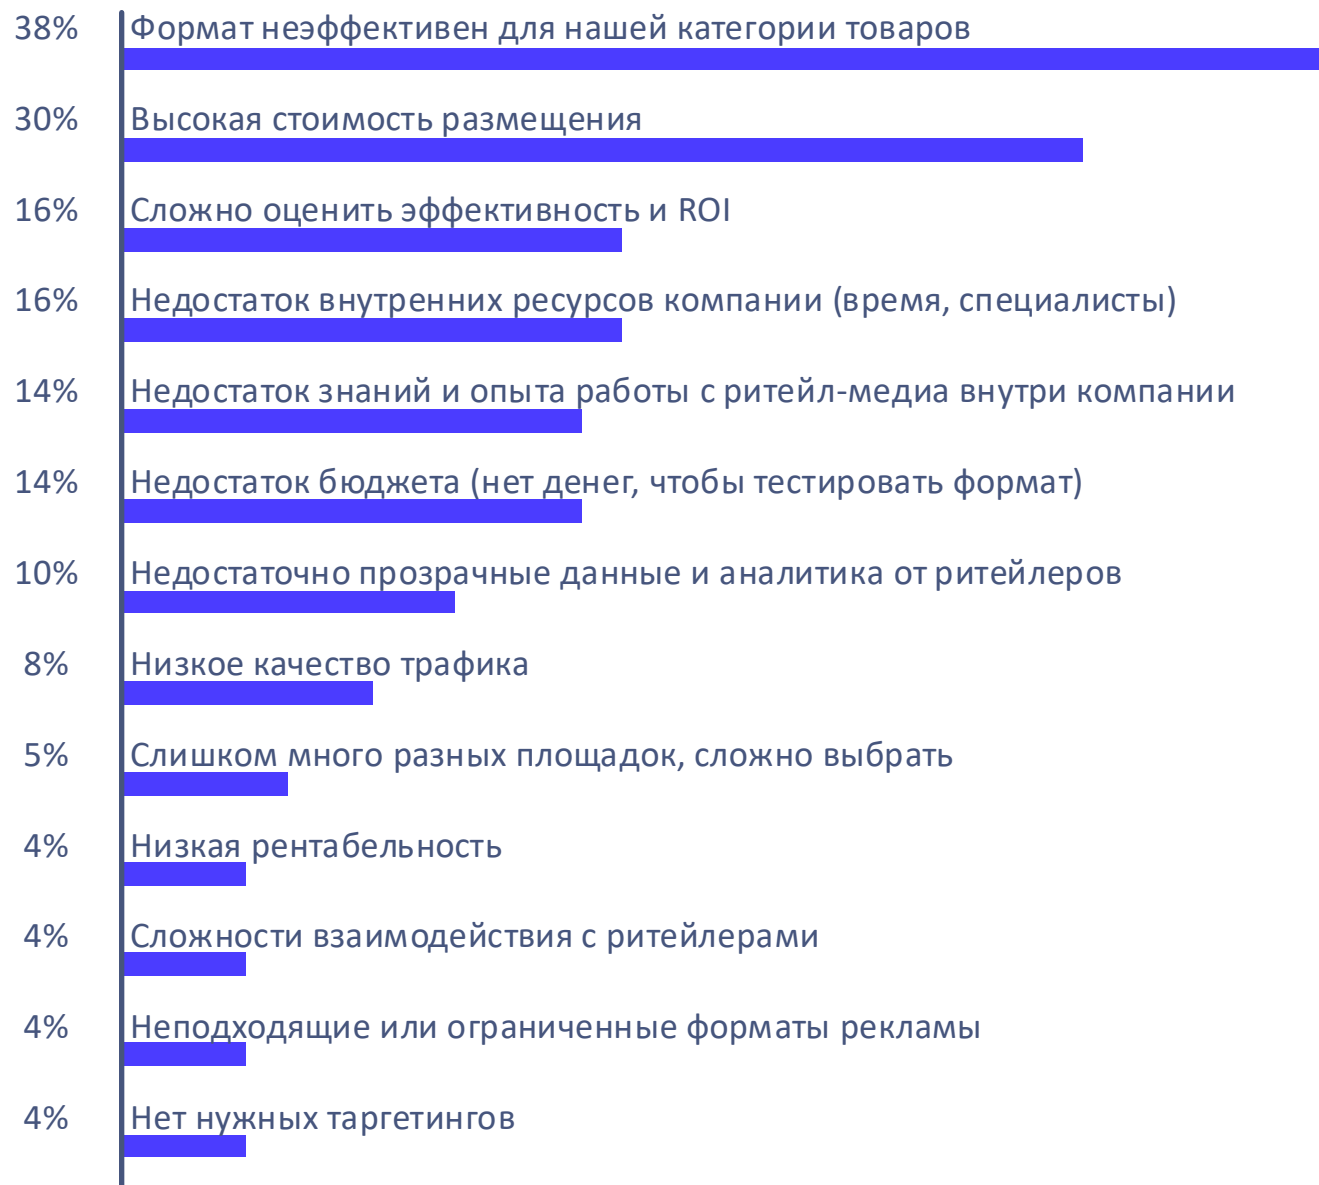 38% Формат неэффективен для нашей категории товаров
30% Высокая стоимость размещения
16% Сложно оценить эффективность и ROI
16% Недостаток внутренних ресурсов компании (время, специалисты)
14% Недостаток знаний и опыта работы с ритейл-медиа внутри компании
14% Недостаток бюджета (нет денег, чтобы тестировать формат)
10% Недостаточно прозрачные данные и аналитика от ритейлеров
8% Низкое качество трафика
5% Слишком много разных площадок, сложно выбрать
4% Низкая рентабельность
4% Сложности взаимодействия с ритейлерами
4% Неподходящие или ограниченные форматы рекламы
4% Нет нужных таргетингов